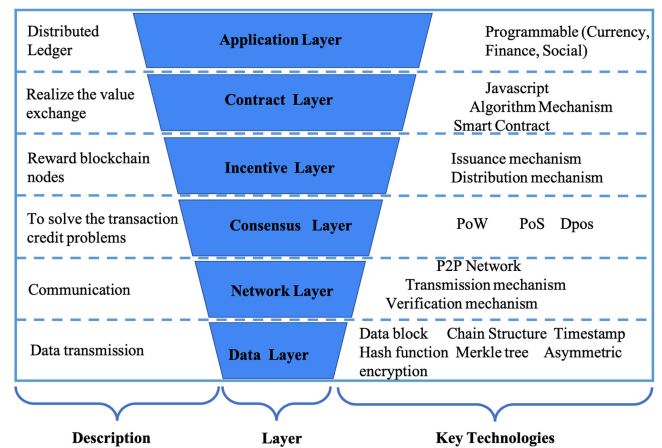 Distributed
Ledger
Application Layer
Programmable (Currency,
Finance, Social)
Realize the value
exchange
Contract Layer
Javascript
Algorithm Mechanism
Smart Contract
Reward blockchain
nodes
Incentive Layer
Issuance mechanism
Distribution mechanism
To solve the transaction
credit problems
Consensus Layer
PoW PoS Dpos
Communication
Network Layer
P2P Network
Transmission mechanism
Verification mechanism
Data transmission
Data Layer
Data block Chain Structure Timestamp
Hash function Merkle tree Asymmetric
encryption
Description Layer Key Technologies